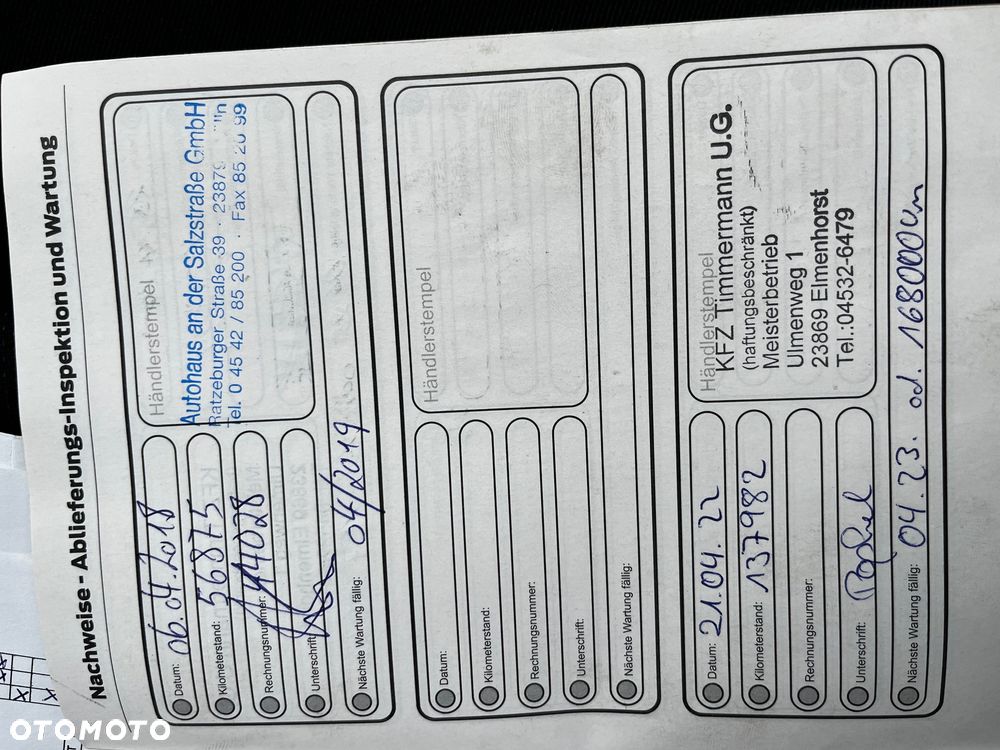 Nachweise - Ablieferungs-Inspektion und Wartung
Datum: 06.04.2018
Kilometerstand: 56875
Rechnungsnummer: 144028
Unterschrift:
Nächste Wartung fällig: 04/2019
Händlerstempel
Autohaus an der Salzstraße GmbH
Ratzeburger Straße 39 · 23879
Tel. 0 45 42 / 85 200 · Fax 85 20 99
Datum:
Kilometerstand:
Rechnungsnummer:
Unterschrift:
Nächste Wartung fällig:
Händlerstempel
Datum: 21.04.22
Kilometerstand: 137982
Rechnungsnummer:
Unterschrift:
Nächste Wartung fällig: 04.23. od. 168000 km
Händlerstempel
KFZ Timmermann U.G.
(haftungsbeschränkt)
Meisterbetrieb
Ulmenweg 1
23869 Elmenhorst
Tel.:04532-6479
OTOMOTO